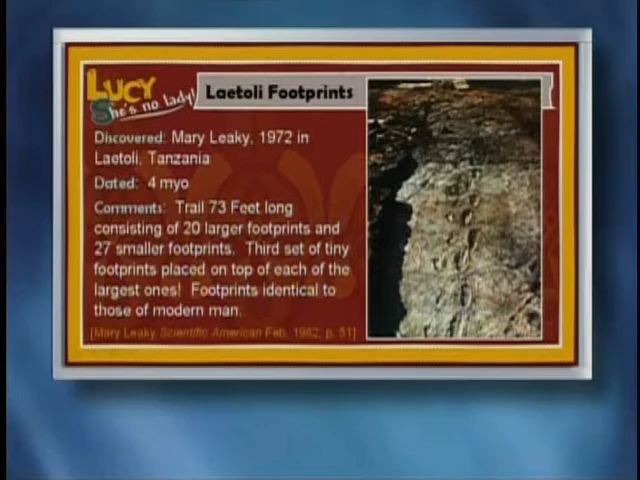 LUCY
She's no lady!
Laetoli Footprints
Discovered: Mary Leaky, 1972 in
Laetoli, Tanzania
Dated: 4 myo
Comments: Trail 73 Feet long
consisting of 20 larger footprints and
27 smaller footprints. Third set of tiny
footprints placed on top of each of the
largest ones! Footprints identical to
those of modern man.
[Mary Leaky Scientific American Feb. 1982, p. 51]